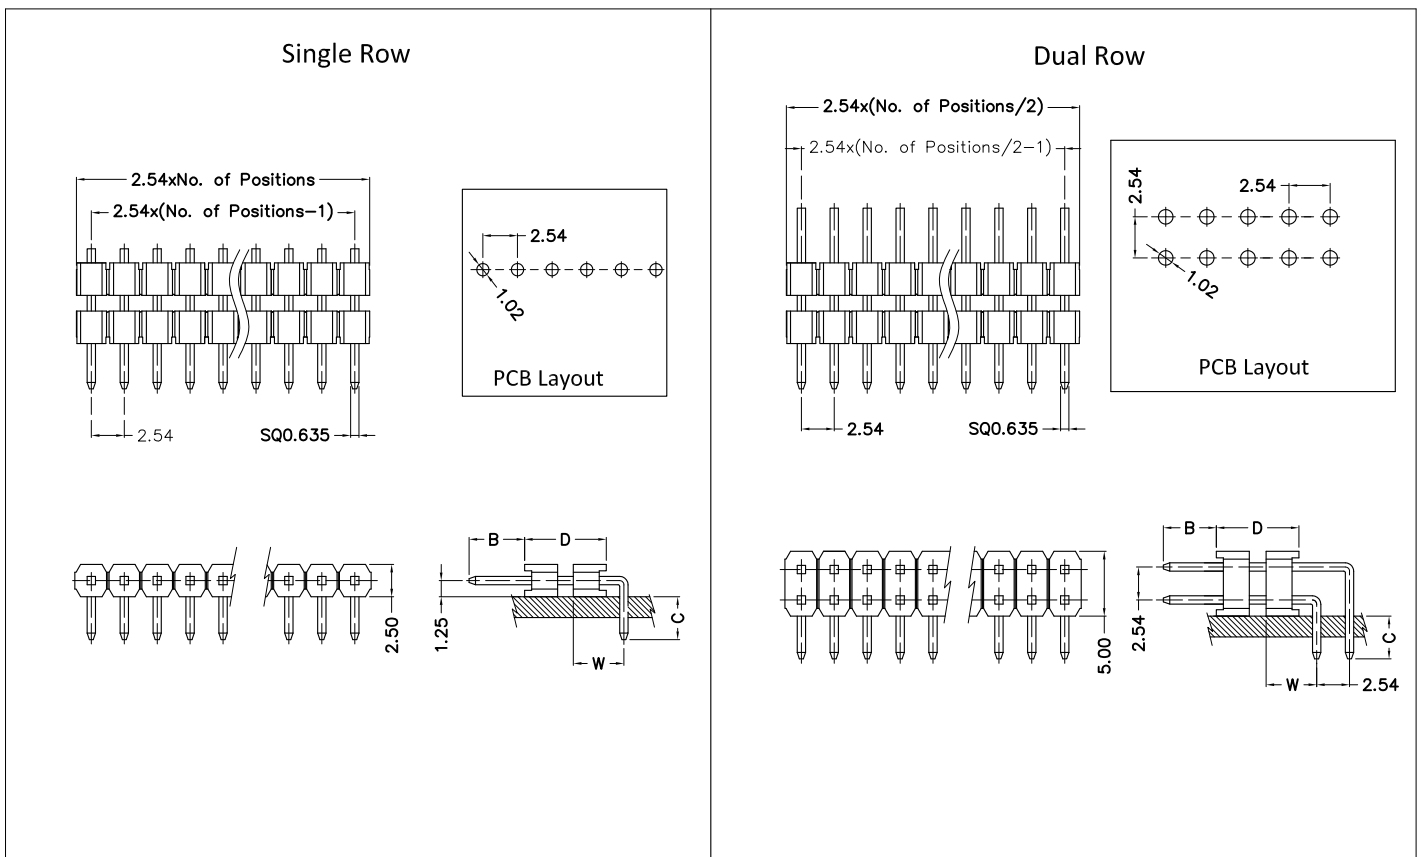 Single Row
2.54xNo. of Positions
2.54x(No. of Positions-1)
2.54
1.02
PCB Layout
2.54
SQ0.635
2.50
B
D
1.25
C
W
Dual Row
2.54x(No. of Positions/2)
2.54x(No. of Positions/2-1)
2.54
2.54
1.02
PCB Layout
2.54
SQ0.635
5.00
B
D
2.54
C
W
2.54